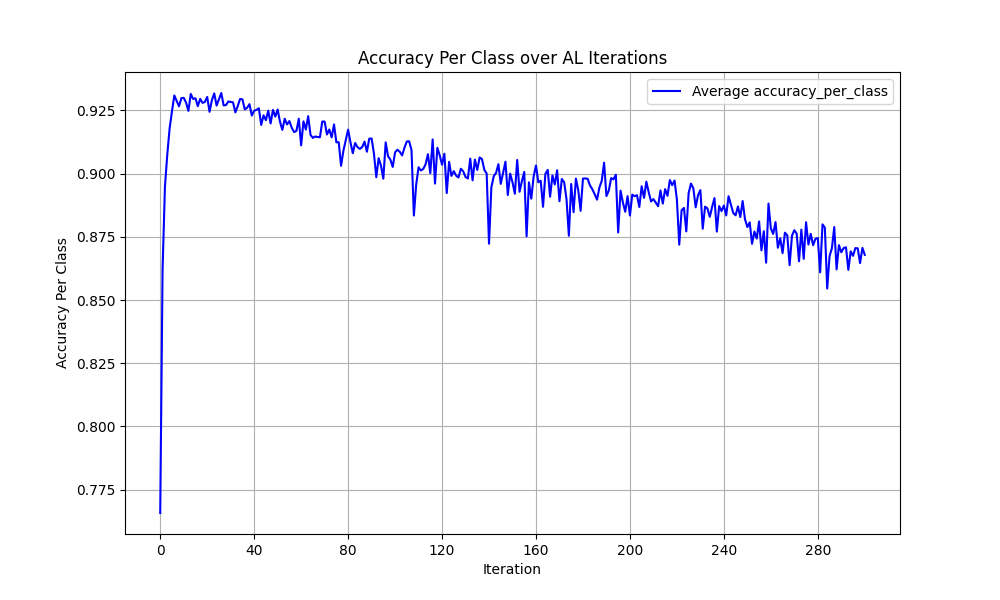 Accuracy Per Class over AL Iterations
Average accuracy_per_class
Accuracy Per Class
0.925
0.900
0.875
0.850
0.825
0.800
0.775
0 40 80 120 160 200 240 280
Iteration